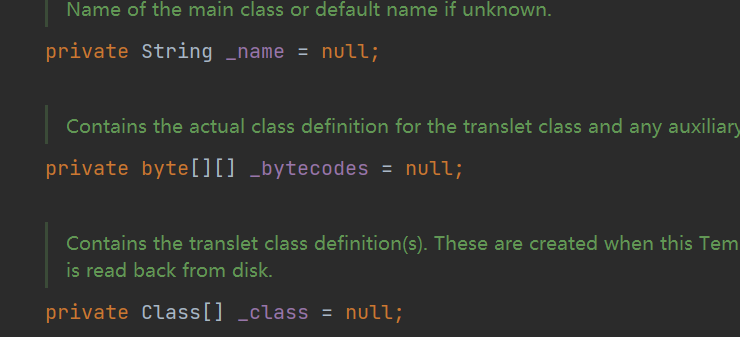 Name of the main class or default name if unknown.
private String _name = null;
Contains the actual class definition for the translet class and any auxiliary
private byte[][] _bytecodes = null;
Contains the translet class definition(s). These are created when this Tem
is read back from disk.
private Class[] _class = null;